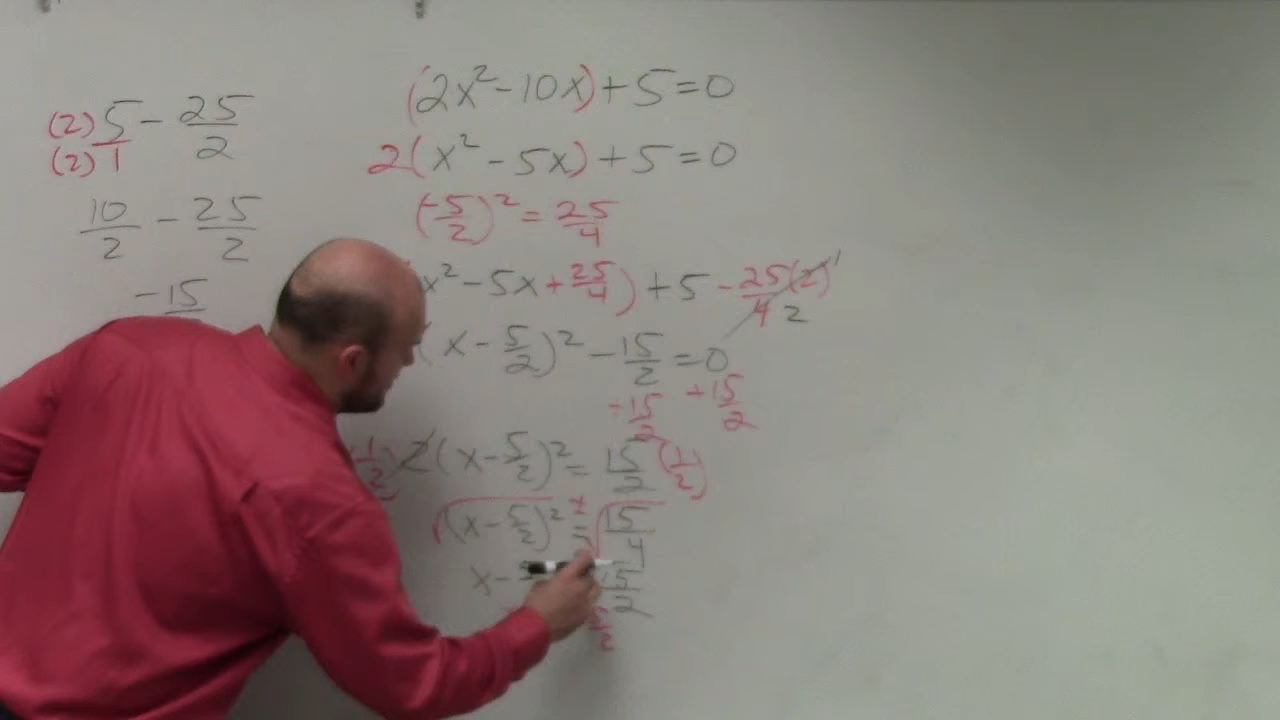 (2) 5/(2) 1 - 25/2
10/2 - 25/2
-15
(2x² - 10x) + 5 = 0
2(x² - 5x) + 5 = 0
(-5/2)² = 25/4
x² - 5x + 25/4) + 5 - 25/4 (2) 1 2
(x - 5/2)² - 15/2 = 0
+15/2 +15/2
(1/2) 2(x - 5/2)² = 15/2 (1/2)
√(x - 5/2)² = ± √15/4
x - 15/2